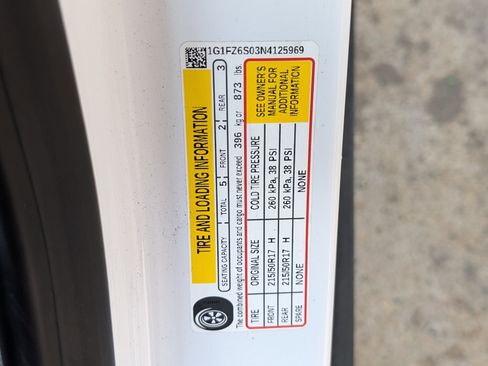 1G1FZ6S03N4125969
TIRE AND LOADING INFORMATION
SEATING CAPACITY TOTAL 5 FRONT 2 REAR 3
The combined weight of occupants and cargo must never exceed 396 kg or 873 lbs.
TIRE ORIGINAL SIZE COLD TIRE PRESSURE
FRONT 215/50R17 H 260 kPa, 38 PSI
REAR 215/50R17 H 260 kPa, 38 PSI
SPARE NONE NONE
SEE OWNER'S
MANUAL FOR
ADDITIONAL
INFORMATION